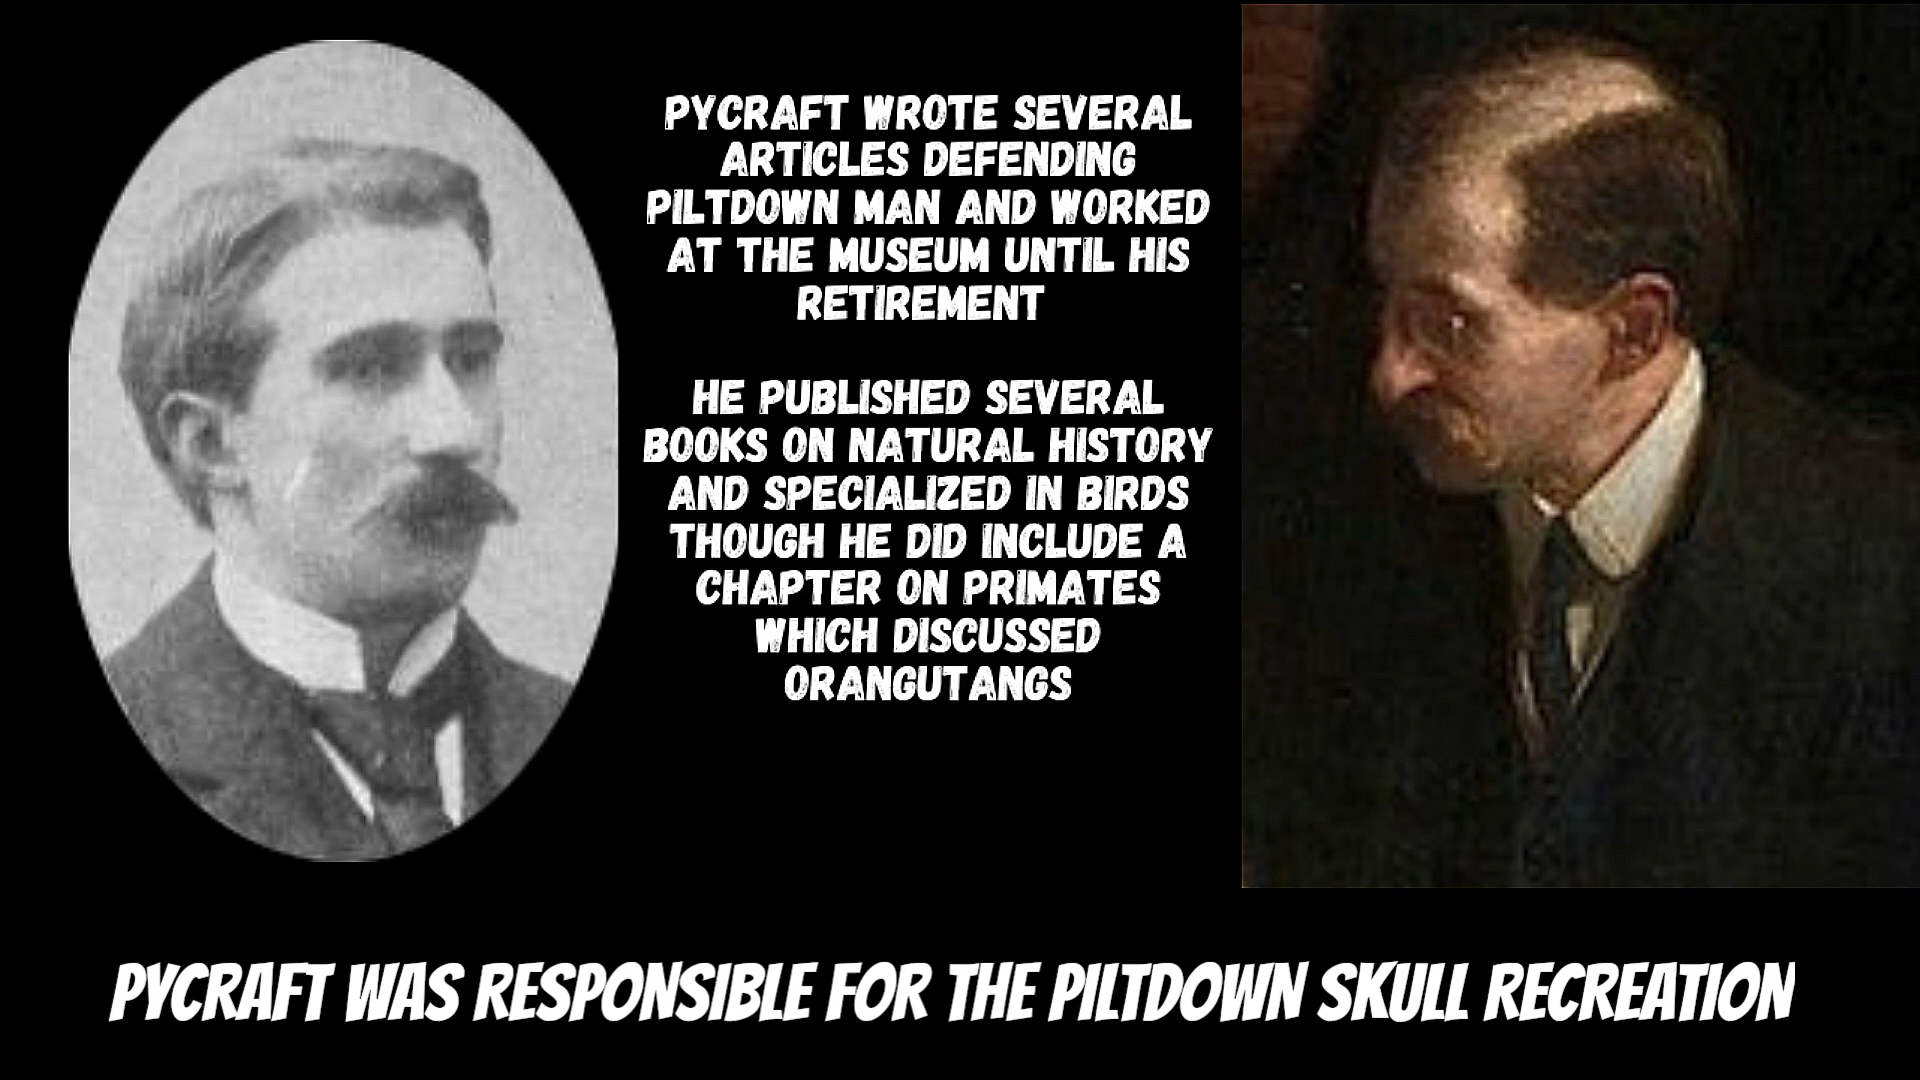 PYCRAFT WROTE SEVERAL
ARTICLES DEFENDING
PILTDOWN MAN AND WORKED
AT THE MUSEUM UNTIL HIS
RETIREMENT
HE PUBLISHED SEVERAL
BOOKS ON NATURAL HISTORY
AND SPECIALIZED IN BIRDS
THOUGH HE DID INCLUDE A
CHAPTER ON PRIMATES
WHICH DISCUSSED
ORANGUTANGS
PYCRAFT WAS RESPONSIBLE FOR THE PILTDOWN SKULL RECREATION